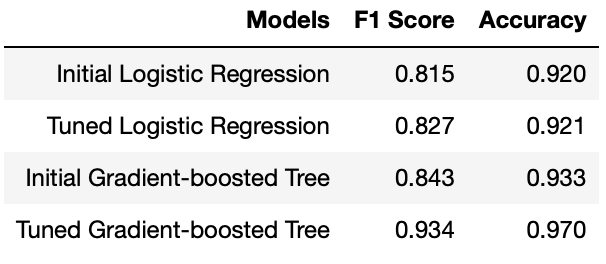 Models F1 Score Accuracy
Initial Logistic Regression 0.815 0.920
Tuned Logistic Regression 0.827 0.921
Initial Gradient-boosted Tree 0.843 0.933
Tuned Gradient-boosted Tree 0.934 0.970